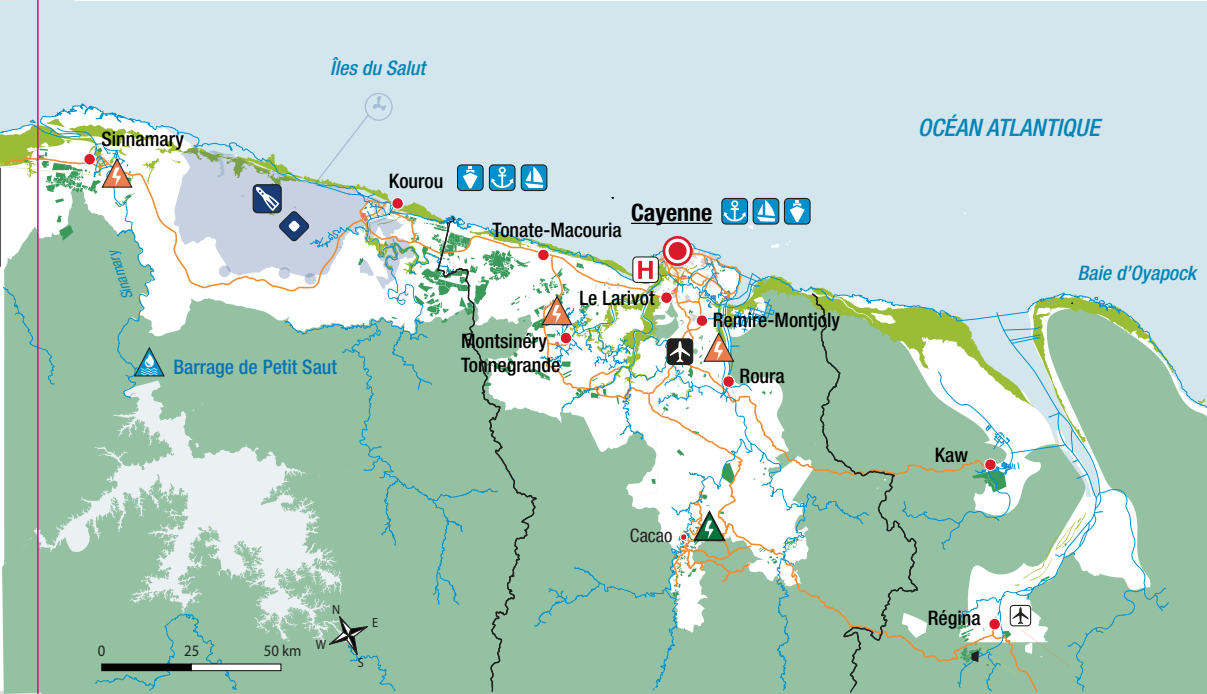 Îles du Salut
OCÉAN ATLANTIQUE
Sinnamary
Kourou
Cayenne
H
Tonate-Macouria
Baie d'Oyapock
Sinamary
Le Larivot
Remire-Montjoly
Montsinéry
Tonnegrande
Barrage de Petit Saut
Roura
Kaw
Cacao
Régina
N
E
W
S
0 25 50 km